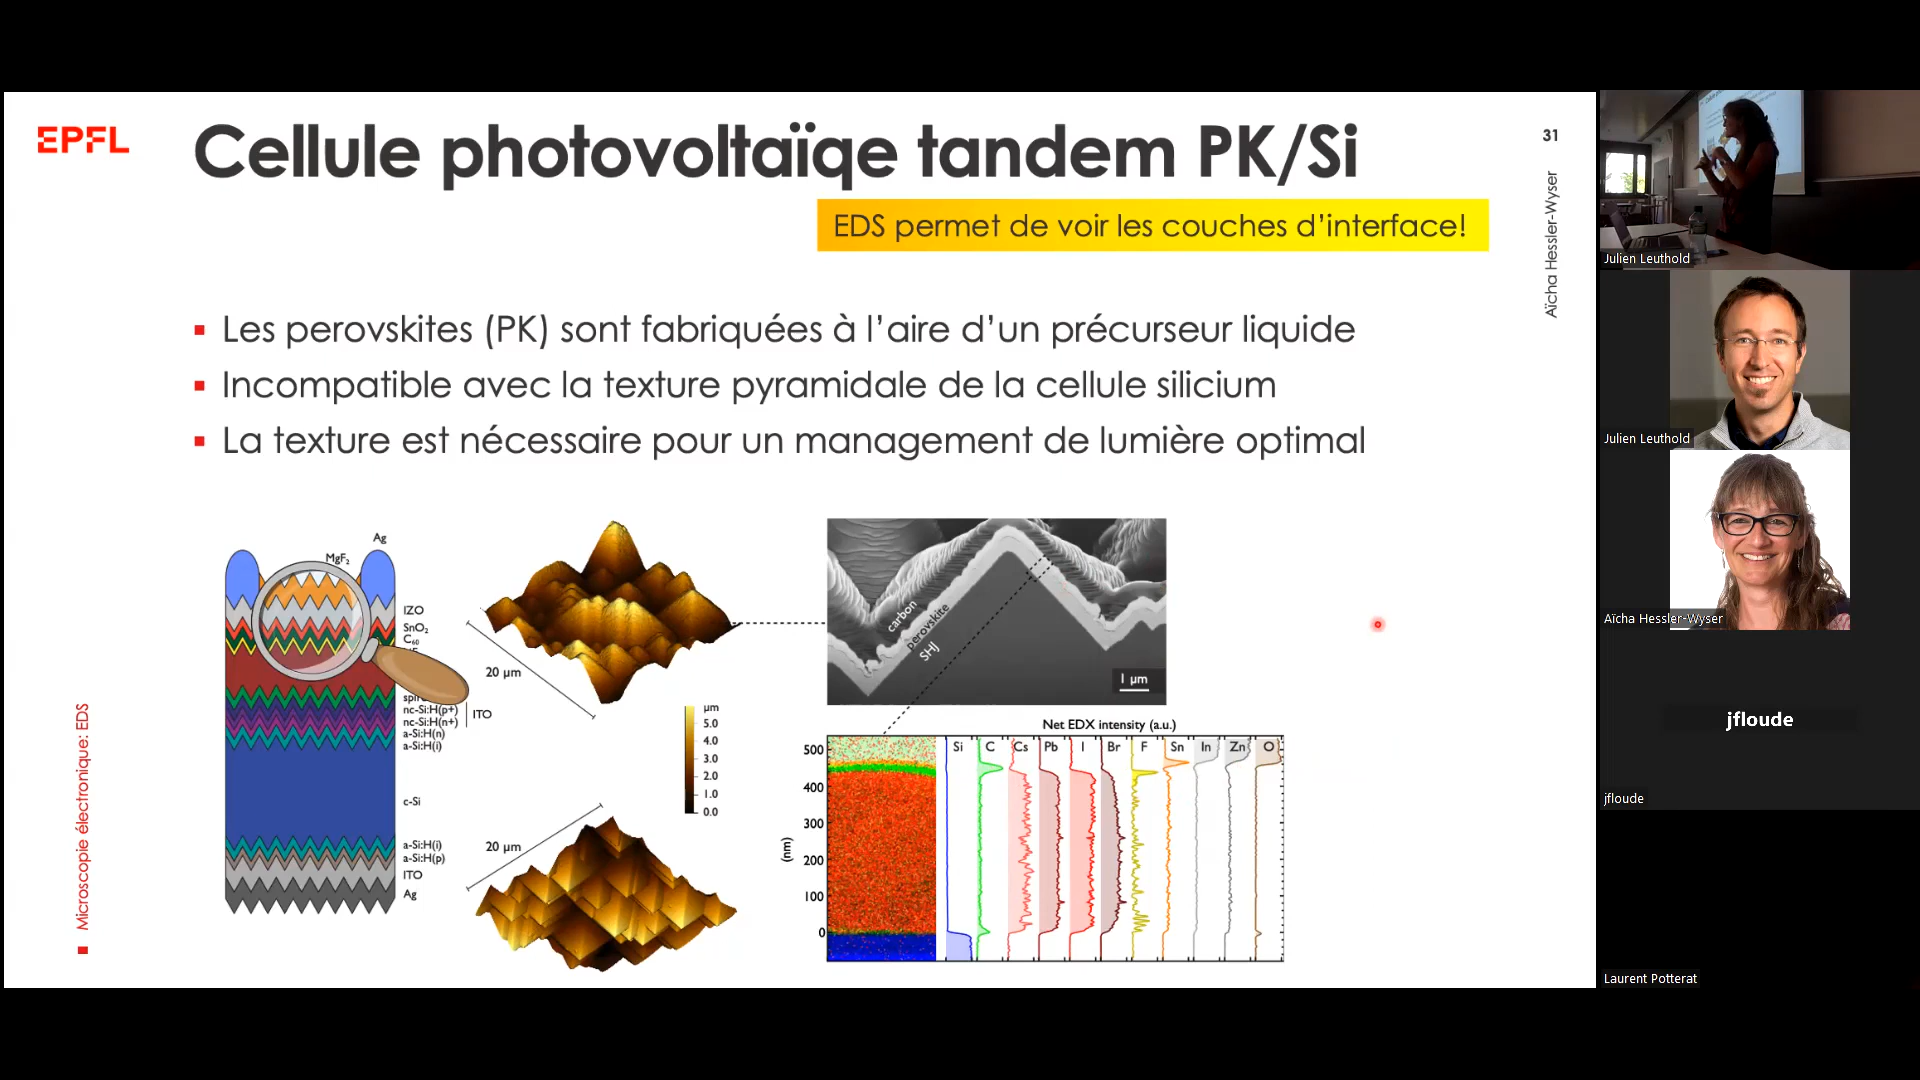 EPFL
Cellule photovoltaïqe tandem PK/Si
31
Aïcha Hessler-Wyser
EDS permet de voir les couches d'interface!
Les perovskites (PK) sont fabriquées à l'aire d'un précurseur liquide
Incompatible avec la texture pyramidale de la cellule silicium
La texture est nécessaire pour un management de lumière optimal
Microscopie électronique: EDS
Ag
MgF2
IZO
SnO2
C60
nc-Si:H(p+)
nc-Si:H(n+)
ITO
a-Si:H(n)
a-Si:H(i)
c-Si
a-Si:H(i)
a-Si:H(p)
ITO
Ag
20 µm
µm
5.0
4.0
3.0
2.0
1.0
0.0
20 µm
carbon
perovskite
SHJ
1 µm
Net EDX intensity (a.u.)
Si C Cs Pb I Br F Sn In Zn O
500
400
300
200
100
0
(nm)
Julien Leuthold
Julien Leuthold
Aïcha Hessler-Wyser
jfloude
jfloude
Laurent Potterat